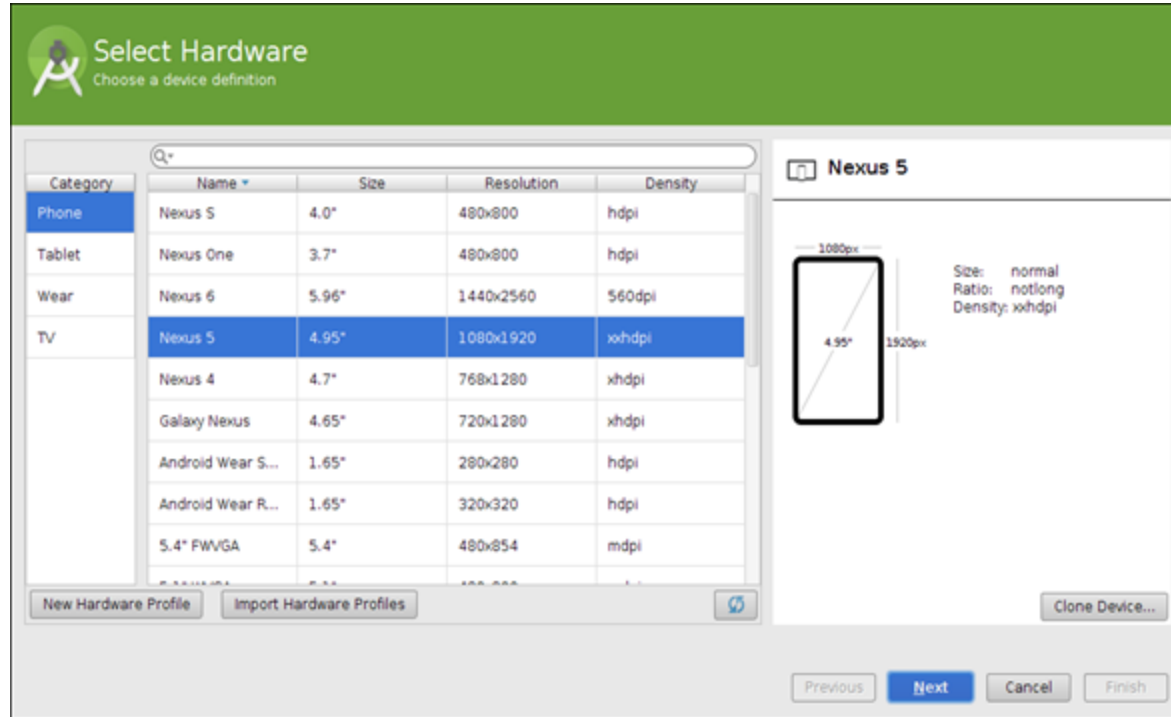 Select Hardware
Choose a device definition
Category Name Size Resolution Density
Phone Nexus S 4.0" 480x800 hdpi
Tablet Nexus One 3.7" 480x800 hdpi
Wear Nexus 6 5.96" 1440x2560 560dpi
TV Nexus 5 4.95" 1080x1920 xxhdpi
Nexus 4 4.7" 768x1280 xhdpi
Galaxy Nexus 4.65" 720x1280 xhdpi
Android Wear S... 1.65" 280x280 hdpi
Android Wear R... 1.65" 320x320 hdpi
5.4" FWVGA 5.4" 480x854 mdpi
New Hardware Profile Import Hardware Profiles
Nexus 5
1080px
4.95" 1920px
Size: normal
Ratio: notlong
Density: xxhdpi
Clone Device...
Previous Next Cancel Finish